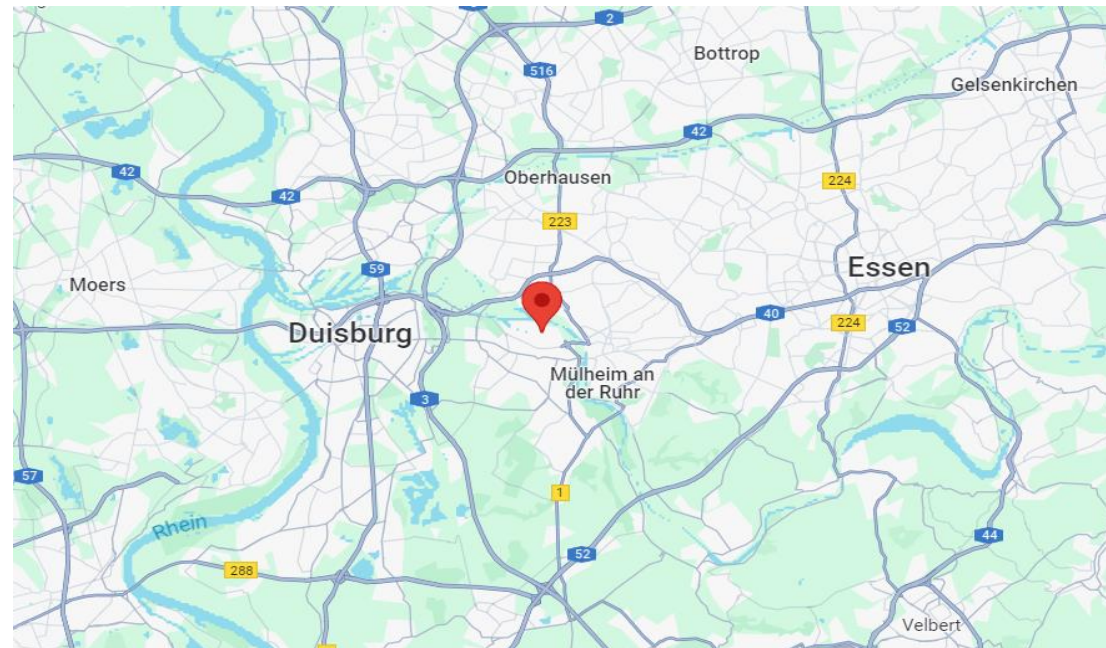 2
Bottrop
516
Gelsenkirchen
42
42
42
Oberhausen
224
223
59
Essen
Moers
40
224
52
Duisburg
Mülheim an
der Ruhr
3
57
1
Rhein
44
52
288
Velbert